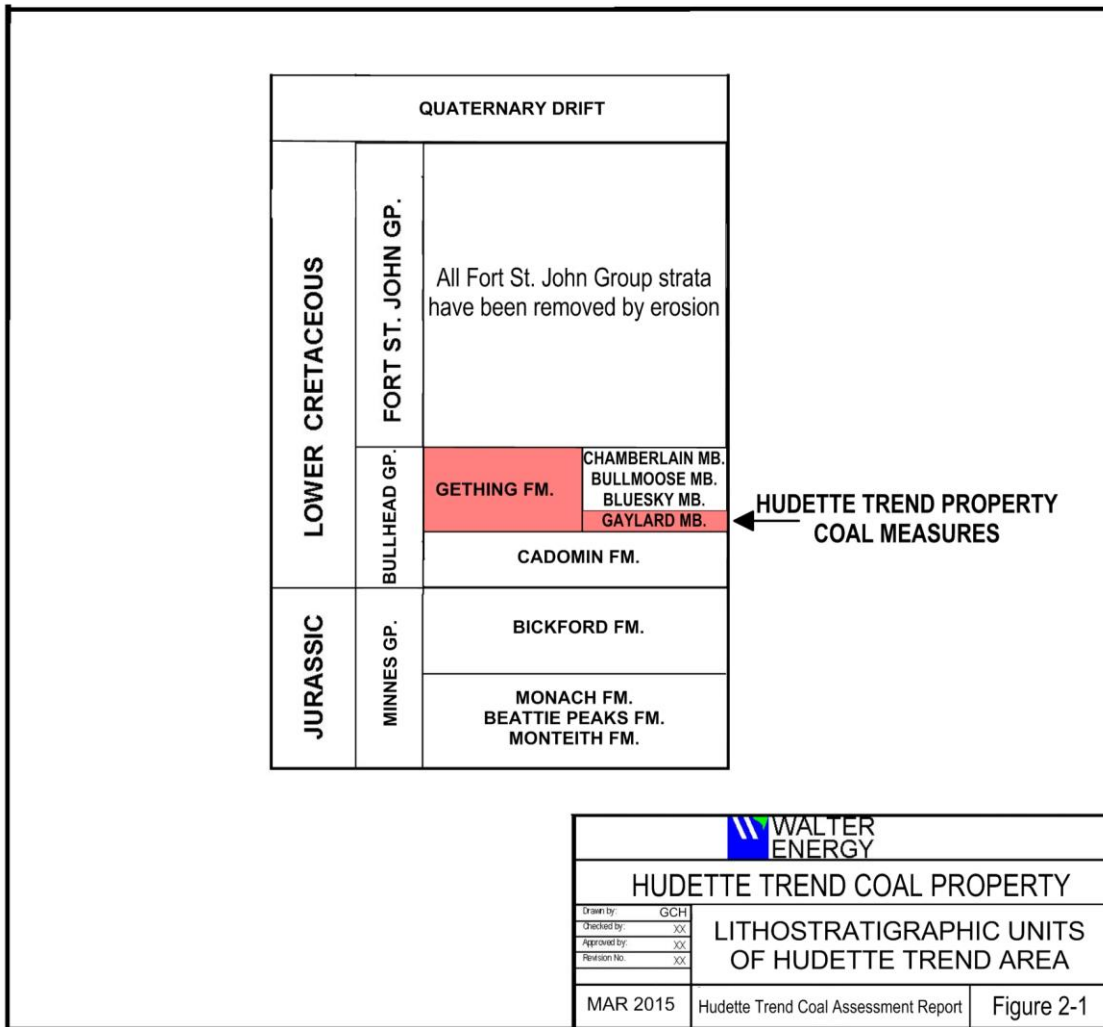 QUATERNARY DRIFT
LOWER CRETACEOUS
FORT ST. JOHN GP.
All Fort St. John Group strata
have been removed by erosion
BULLHEAD GP.
GETHING FM.
CHAMBERLAIN MB.
BULLMOOSE MB.
BLUESKY MB.
GAYLARD MB.
HUDETTE TREND PROPERTY
COAL MEASURES
CADOMIN FM.
JURASSIC
MINNES GP.
BICKFORD FM.
MONACH FM.
BEATTIE PEAKS FM.
MONTEITH FM.
WALTER
ENERGY
HUDETTE TREND COAL PROPERTY
Drawn by: GCH
Checked by: XX
Approved by: XX
Revision No. XX
LITHOSTRATIGRAPHIC UNITS
OF HUDETTE TREND AREA
MAR 2015
Hudette Trend Coal Assessment Report
Figure 2-1